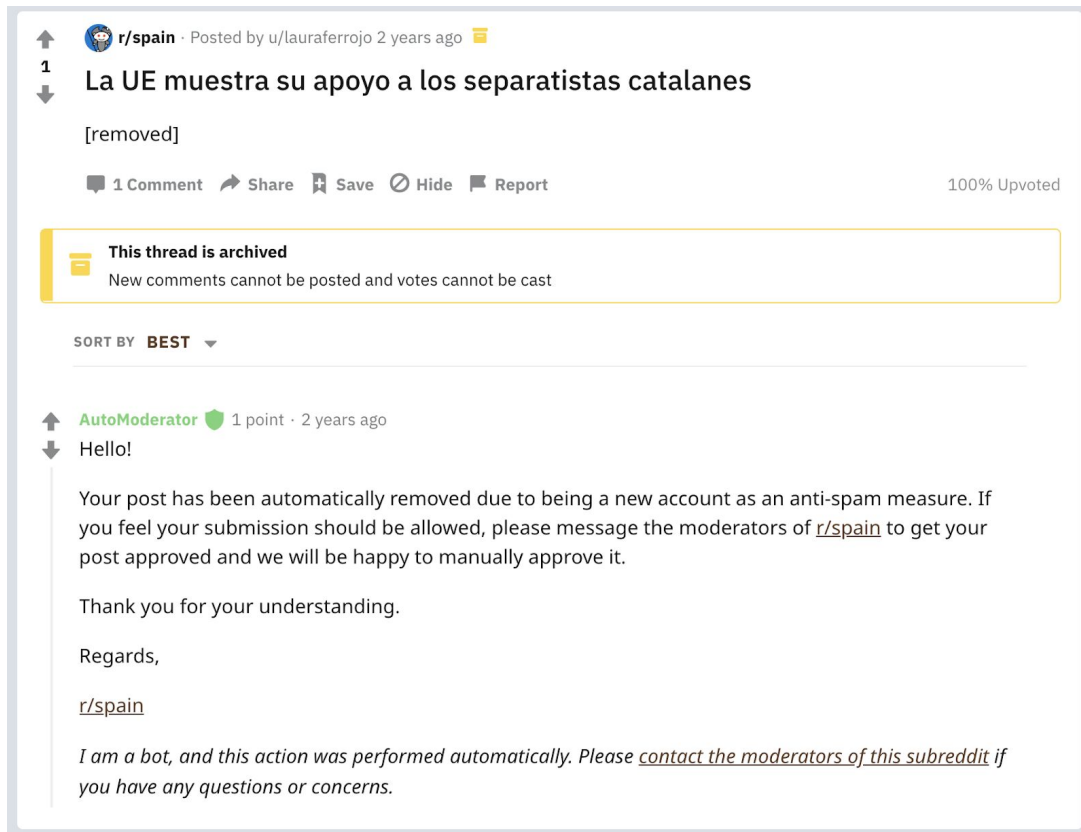 r/spain · Posted by u/lauraferrojo 2 years ago
1
La UE muestra su apoyo a los separatistas catalanes
[removed]
1 Comment Share Save Hide Report 100% Upvoted
This thread is archived
New comments cannot be posted and votes cannot be cast
SORT BY BEST
AutoModerator 1 point · 2 years ago
Hello!
Your post has been automatically removed due to being a new account as an anti-spam measure. If
you feel your submission should be allowed, please message the moderators of r/spain to get your
post approved and we will be happy to manually approve it.
Thank you for your understanding.
Regards,
r/spain
I am a bot, and this action was performed automatically. Please contact the moderators of this subreddit if
you have any questions or concerns.